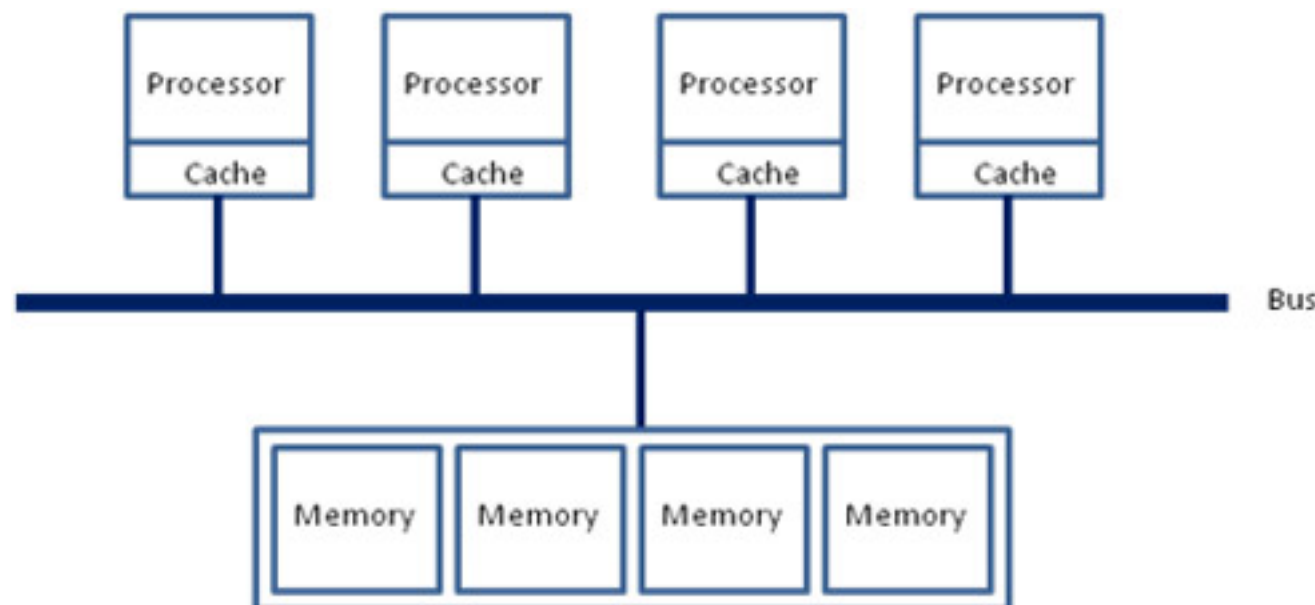 Processor Processor Processor Processor
Cache Cache Cache Cache
Bus
Memory Memory Memory Memory